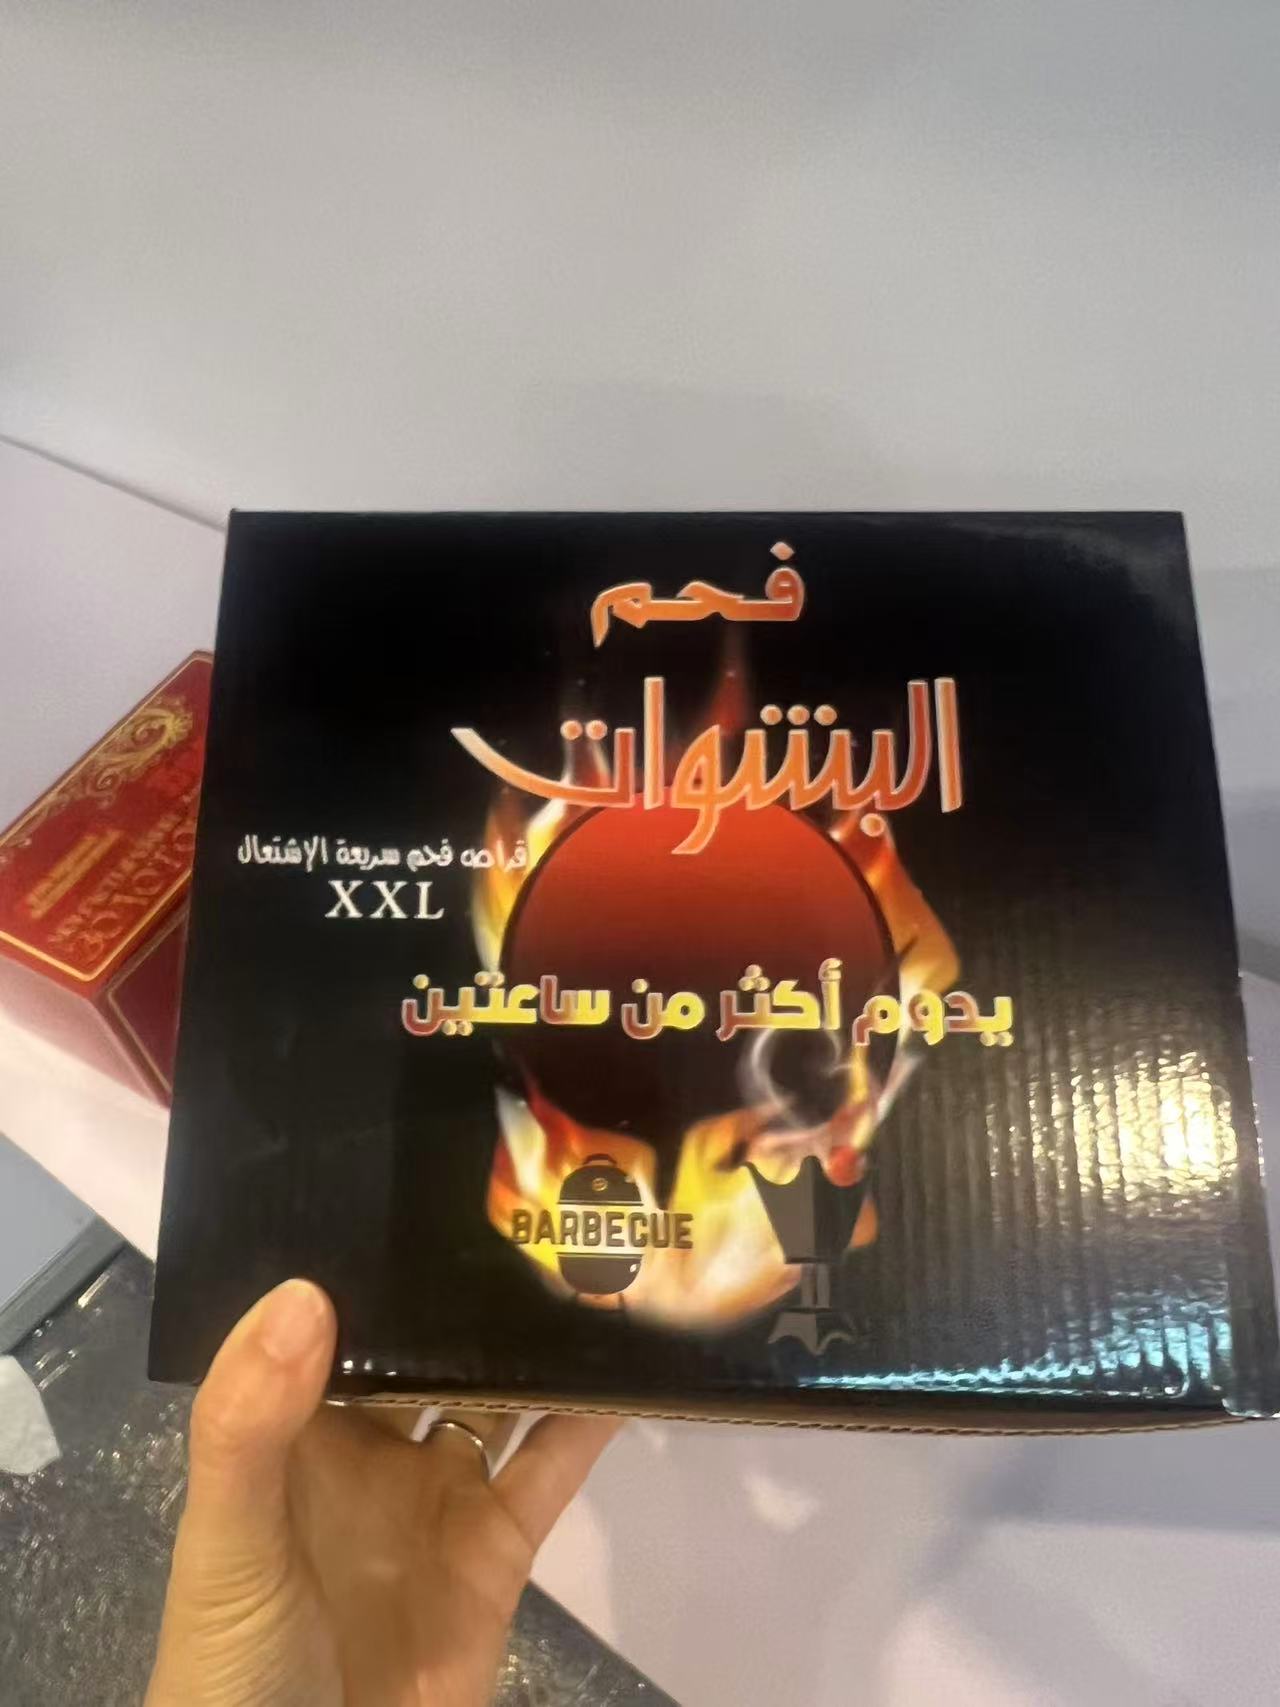 فحم
البشوات
قراصه فحم سريعة الإشتعال
XXL
يدوم أكثر من ساعتين
BARBECUE